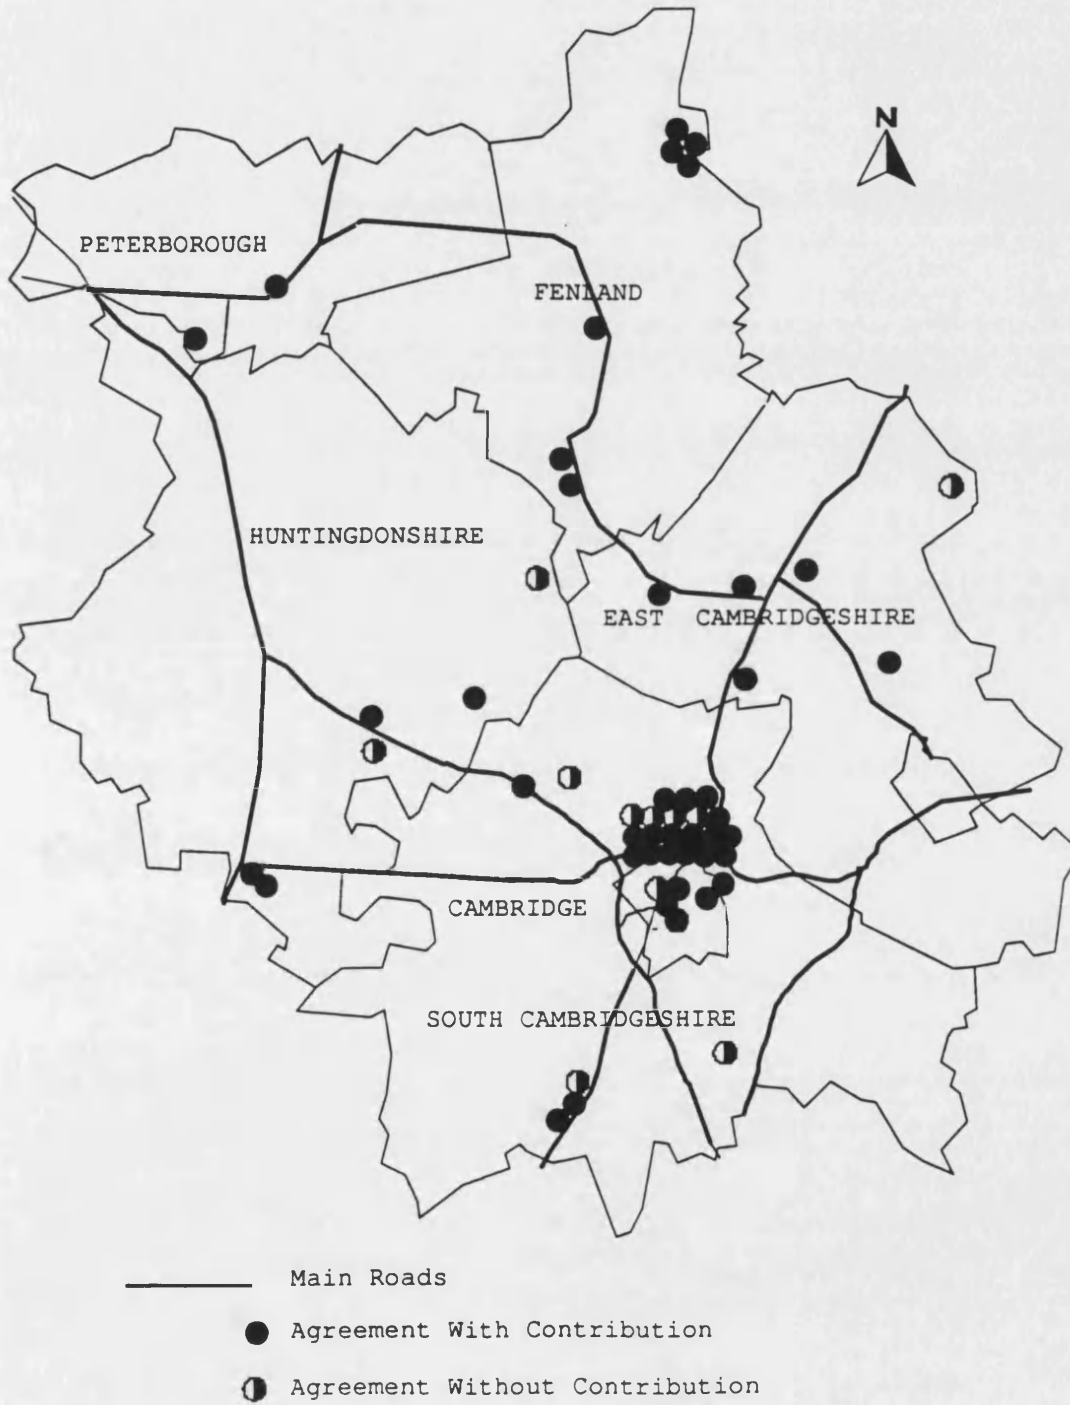 N
PETERBOROUGH
FENLAND
HUNTINGDONSHIRE
EAST CAMBRIDGESHIRE
CAMBRIDGE
SOUTH CAMBRIDGESHIRE
Main Roads
Agreement With Contribution
Agreement Without Contribution